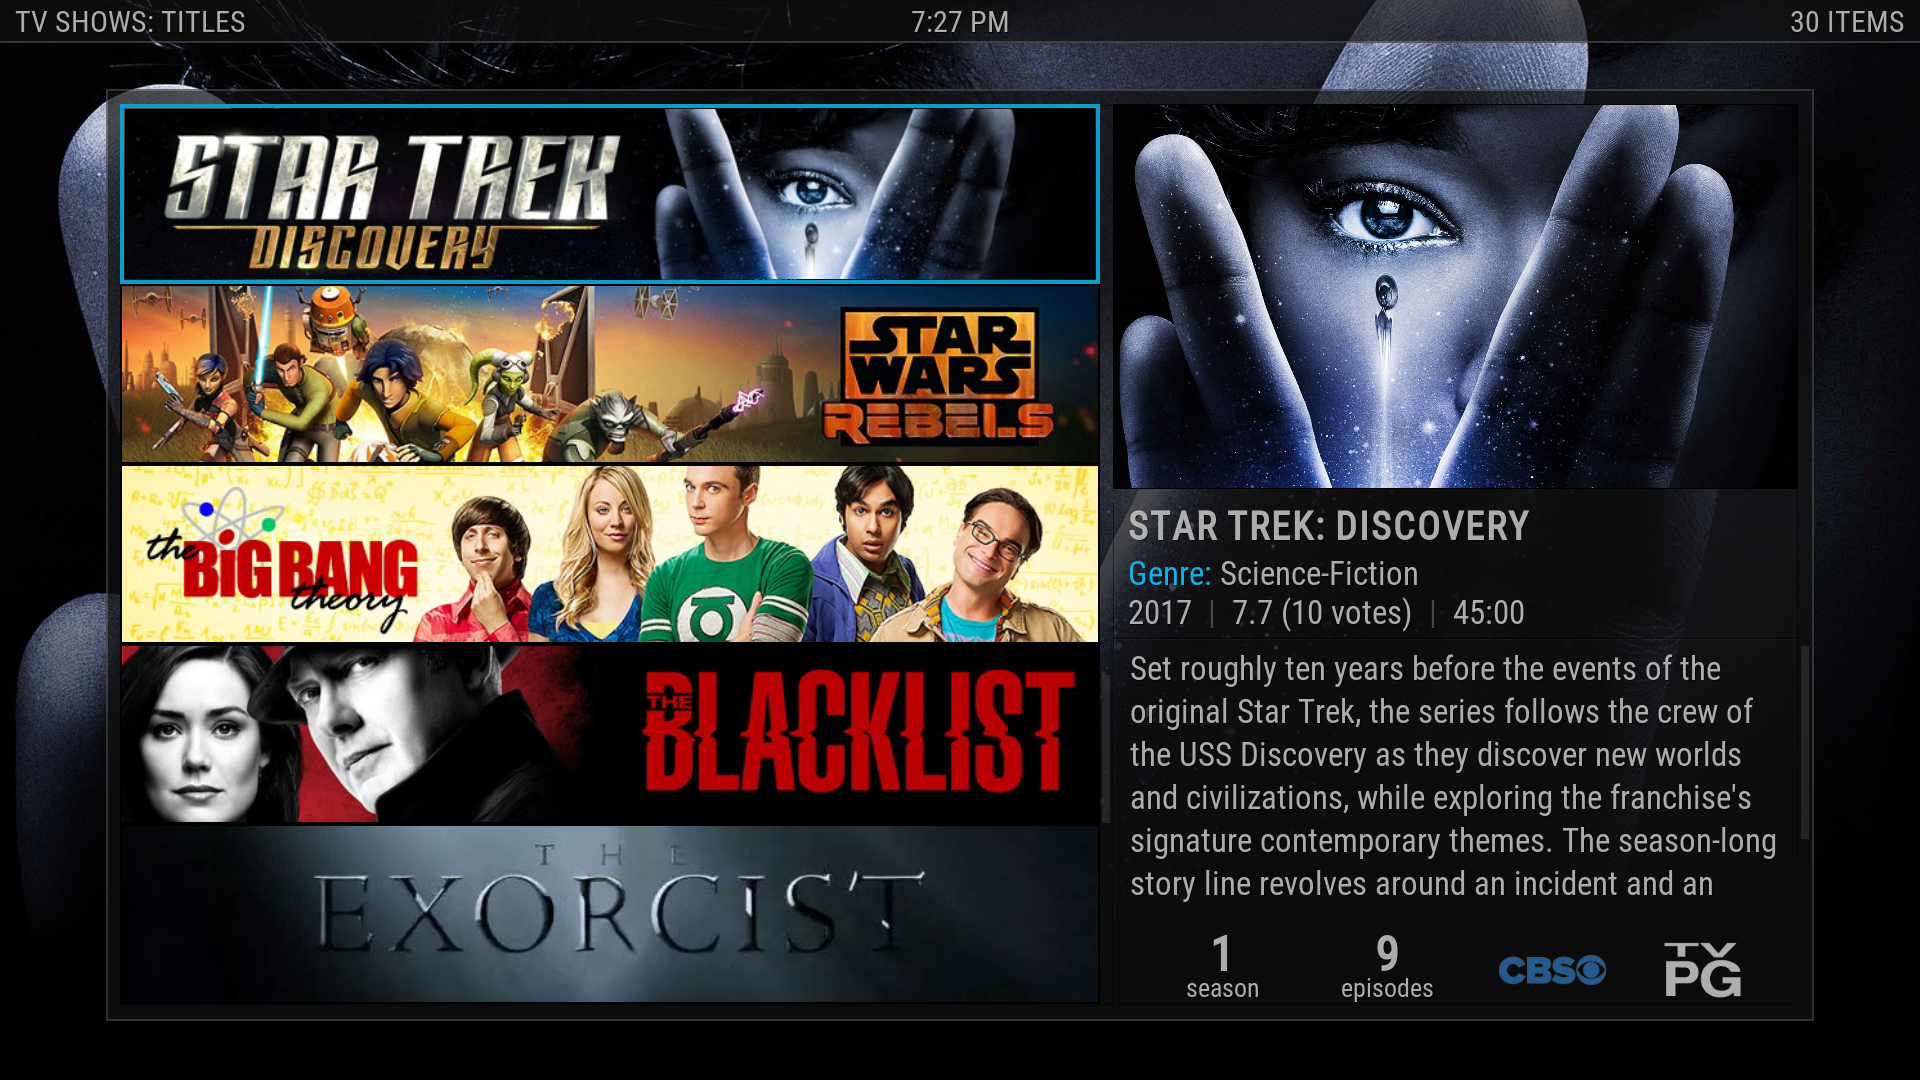 TV SHOWS: TITLES
7:27 PM
30 ITEMS
STAR TREK
DISCOVERY
STAR
WARS
REBELS
the
BiG BANG
theory
THE
BLACKLIST
THE
EXORCIST
STAR TREK: DISCOVERY
Genre: Science-Fiction
2017 | 7.7 (10 votes) | 45:00
Set roughly ten years before the events of the
original Star Trek, the series follows the crew of
the USS Discovery as they discover new worlds
and civilizations, while exploring the franchise's
signature contemporary themes. The season-long
story line revolves around an incident and an
1
season
9
episodes
CBS
TV
PG